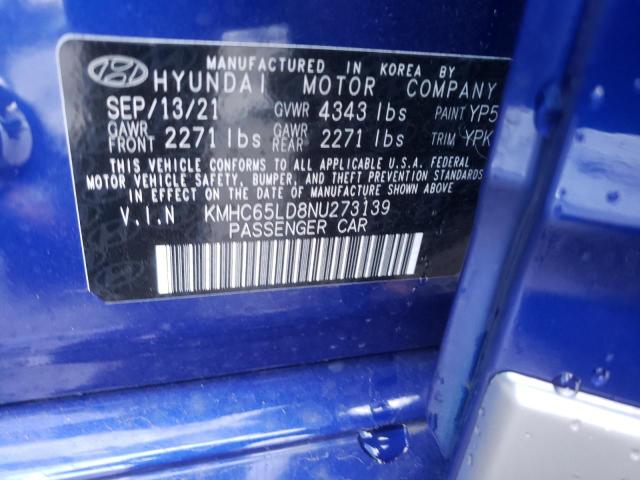 MANUFACTURED IN KOREA BY
HYUNDAI MOTOR COMPANY
SEP/13/21 GVWR 4343 lbs PAINT YP5
GAWR FRONT 2271 lbs GAWR REAR 2271 lbs TRIM YPK
THIS VEHICLE CONFORMS TO ALL APPLICABLE U.S.A. FEDERAL
MOTOR VEHICLE SAFETY, BUMPER, AND THEFT PREVENTION STANDARDS
IN EFFECT ON THE DATE OF MANUFACTURE SHOWN ABOVE.
V.I.N KMHC65LD8NU273139
PASSENGER CAR